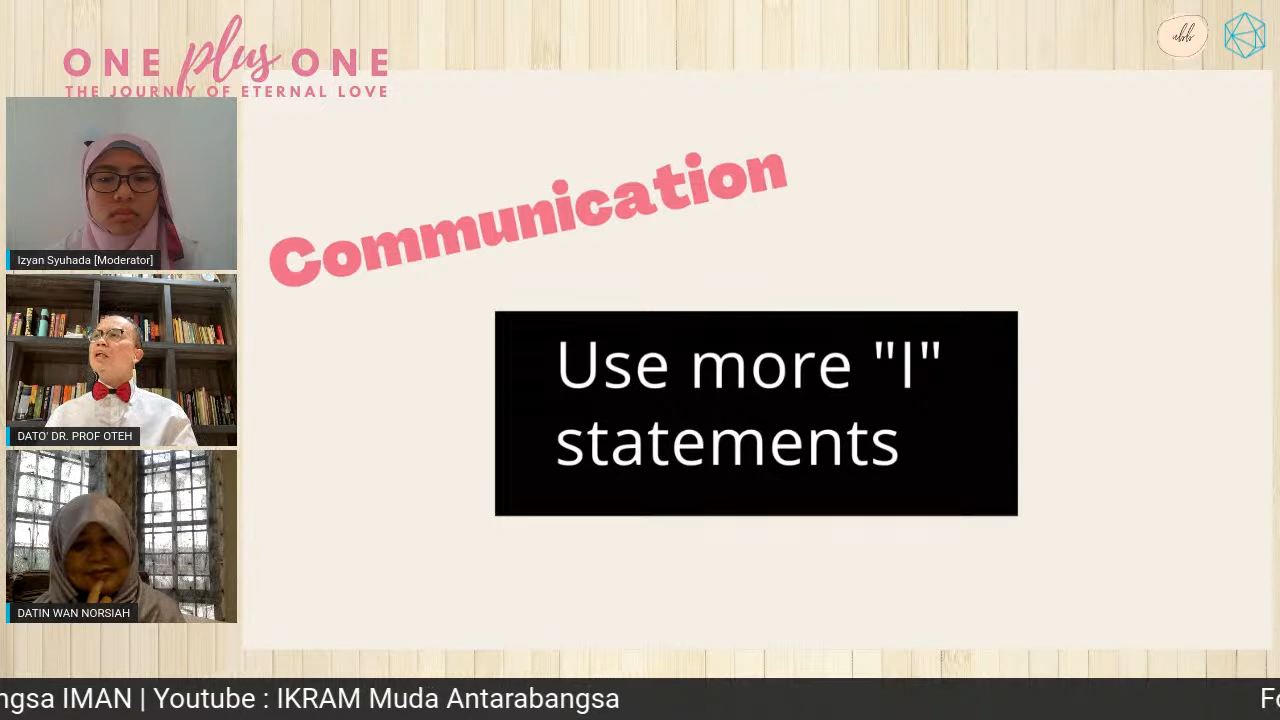 ONE plus ONE
THE JOURNEY OF ETERNAL LOVE
Communication
Use more "I"
statements
Izyan Syuhada [Moderator]
DATO' DR. PROF OTEH
DATIN WAN NORSIAH
ngsa IMAN | Youtube : IKRAM Muda Antarabangsa
Fo